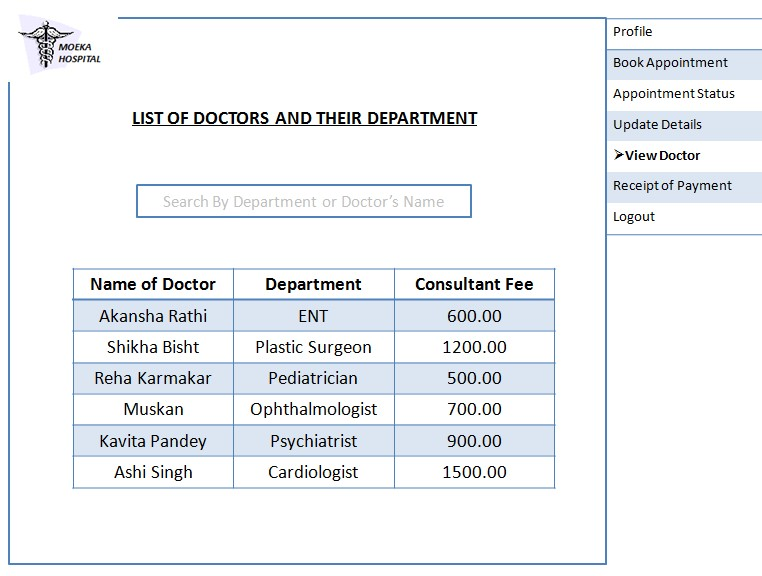 MOEKA
HOSPITAL
LIST OF DOCTORS AND THEIR DEPARTMENT
Search By Department or Doctor’s Name
Name of Doctor Department Consultant Fee
Akansha Rathi ENT 600.00
Shikha Bisht Plastic Surgeon 1200.00
Reha Karmakar Pediatrician 500.00
Muskan Ophthalmologist 700.00
Kavita Pandey Psychiatrist 900.00
Ashi Singh Cardiologist 1500.00
Profile
Book Appointment
Appointment Status
Update Details
➢View Doctor
Receipt of Payment
Logout